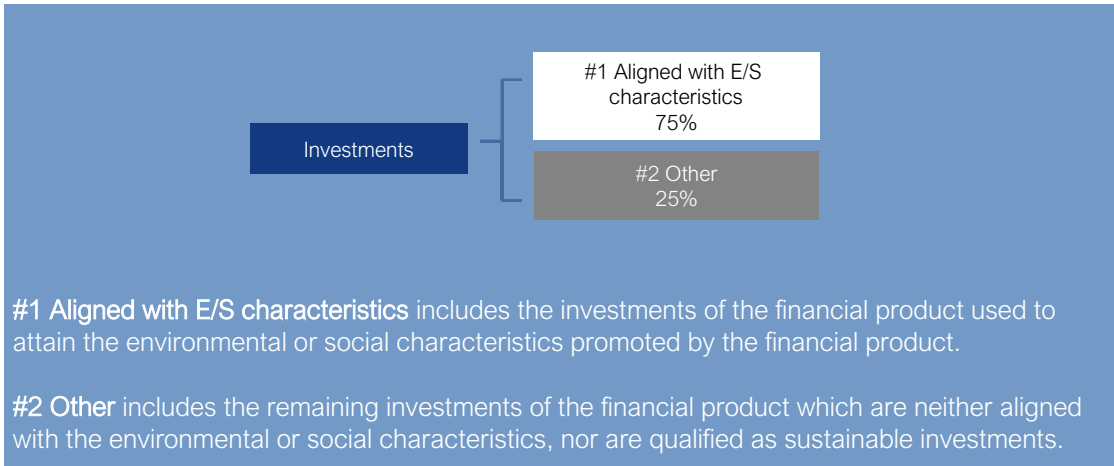 #1 Aligned with E/S
characteristics
75%
Investments
#2 Other
25%
#1 Aligned with E/S characteristics includes the investments of the financial product used to
attain the environmental or social characteristics promoted by the financial product.
#2 Other includes the remaining investments of the financial product which are neither aligned
with the environmental or social characteristics, nor are qualified as sustainable investments.